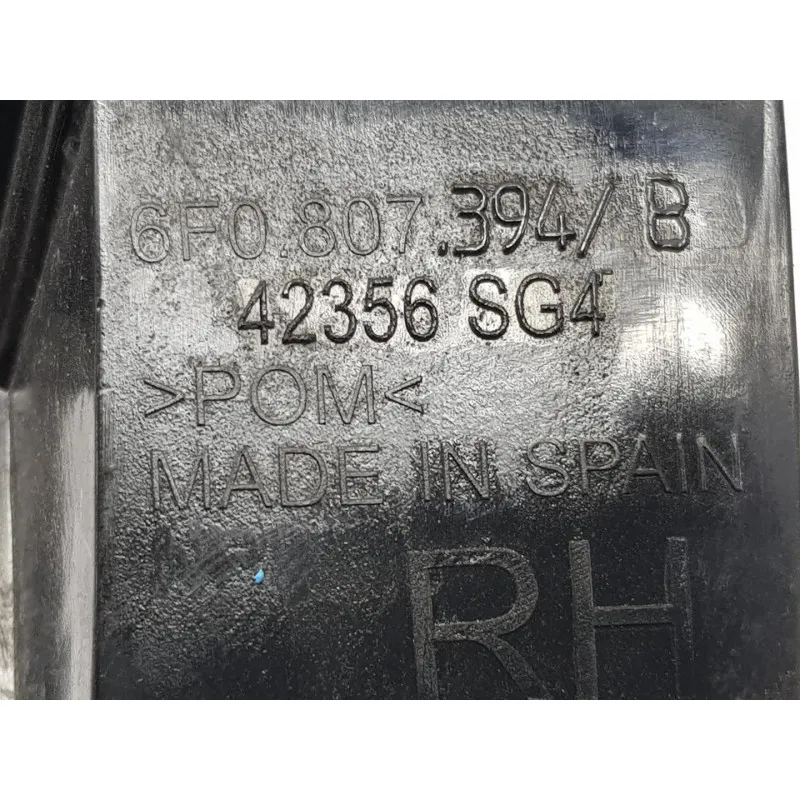 6F0.807.394/ B
42356 SG4
>POM<
MADE IN SPAIN
RH